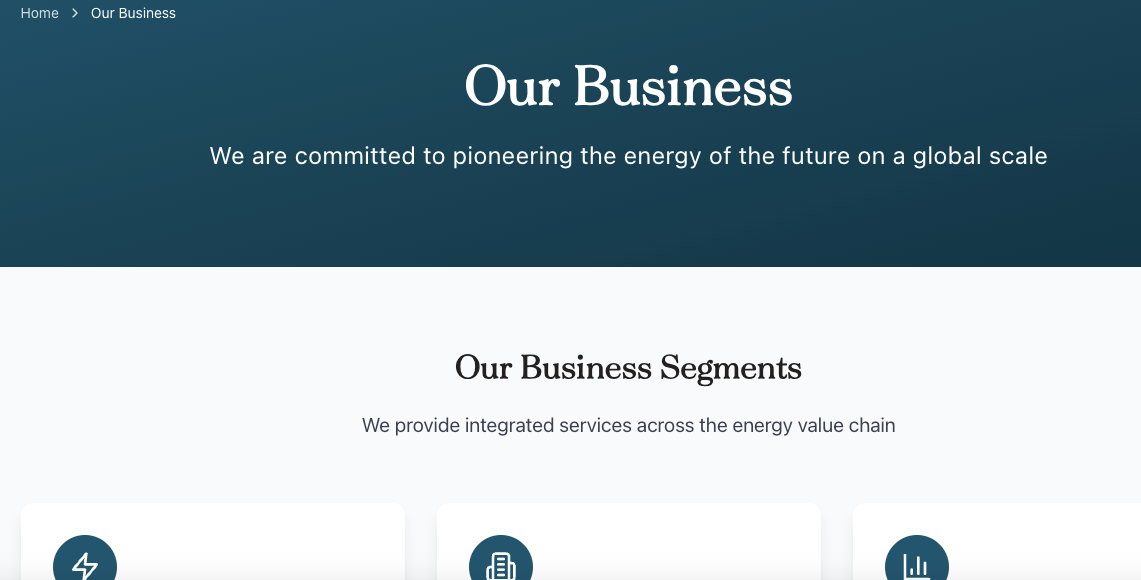 Home > Our Business
Our Business
We are committed to pioneering the energy of the future on a global scale
Our Business Segments
We provide integrated services across the energy value chain